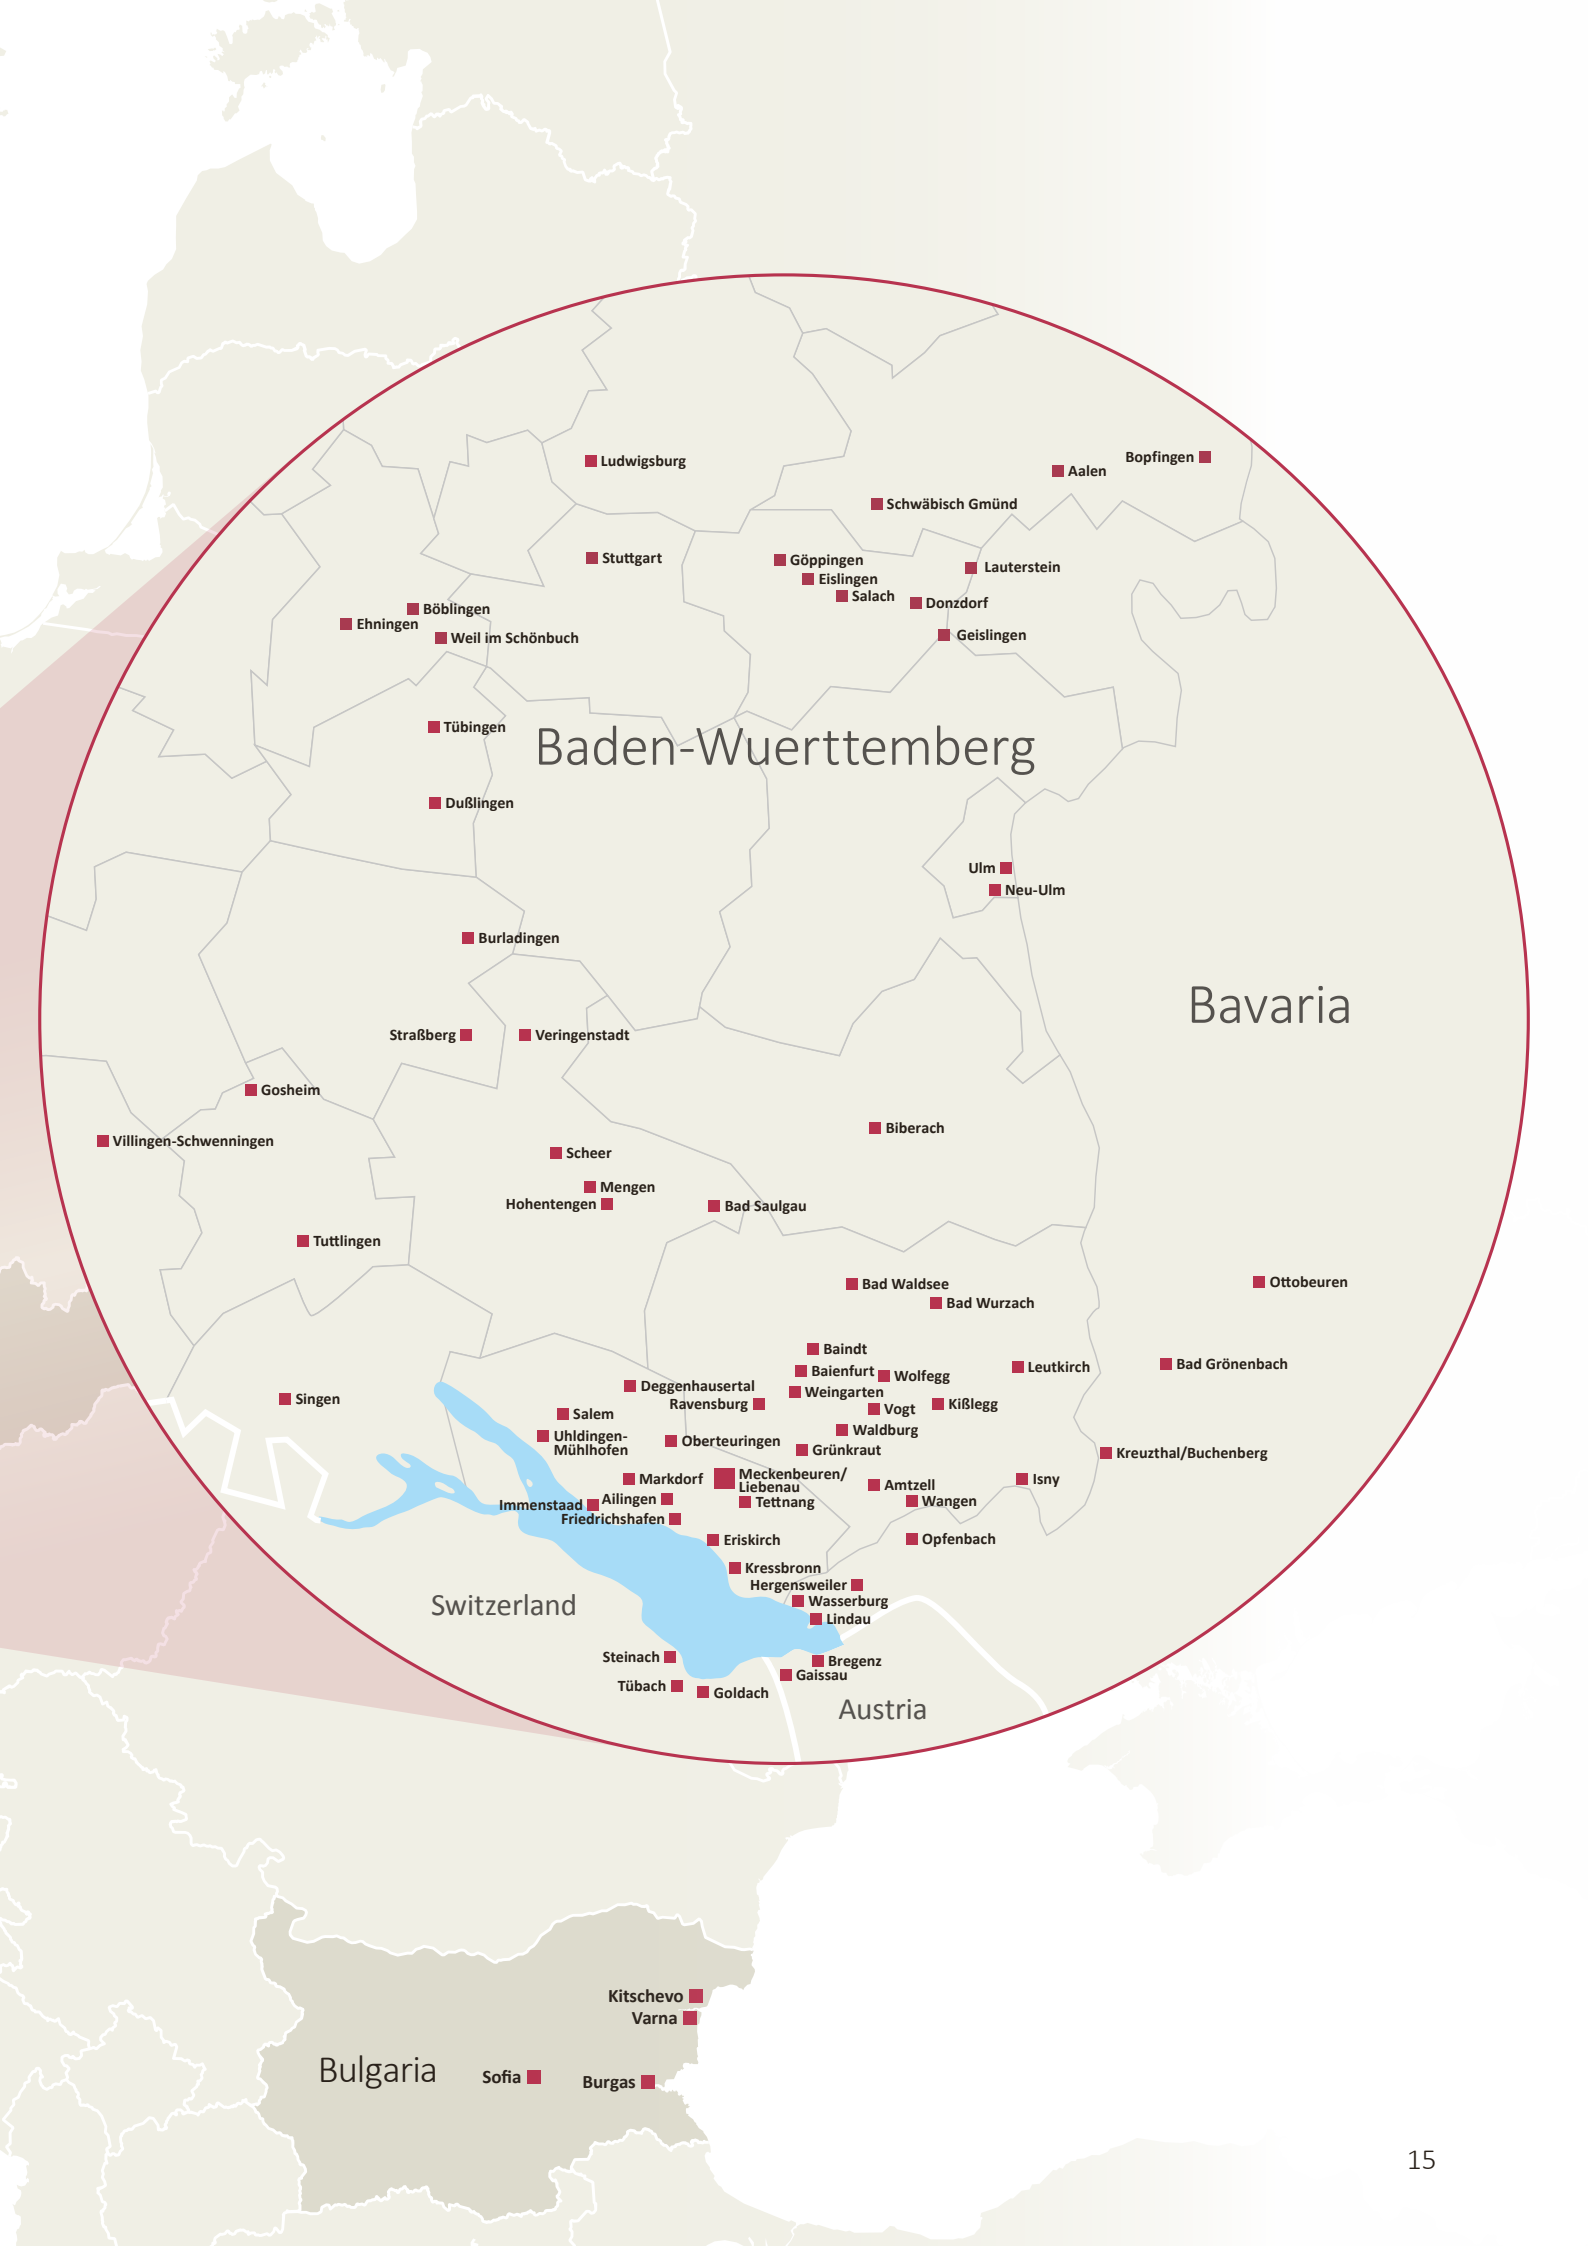 Ludwigsburg
Bopfingen
Aalen
Schwäbisch Gmünd
Stuttgart
Göppingen
Lauterstein
Eislingen
Salach
Donzdorf
Böblingen
Ehningen
Weil im Schönbuch
Geislingen
Tübingen
Baden-Wuerttemberg
Dußlingen
Ulm
Neu-Ulm
Burladingen
Bavaria
Straßberg
Veringenstadt
Gosheim
Villingen-Schwenningen
Biberach
Scheer
Mengen
Hohentengen
Bad Saulgau
Tuttlingen
Bad Waldsee
Ottobeuren
Bad Wurzach
Baindt
Baienfurt
Wolfegg
Leutkirch
Bad Grönenbach
Deggenhausertal
Weingarten
Singen
Ravensburg
Vogt
Kißlegg
Salem
Waldburg
Uhldingen-
Mühlhofen
Oberteuringen
Grünkraut
Kreuzthal/Buchenberg
Markdorf
Meckenbeuren/
Liebenau
Amtzell
Isny
Immenstaad
Ailingen
Tettnang
Wangen
Friedrichshafen
Eriskirch
Opfenbach
Kressbronn
Hergensweiler
Wasserburg
Switzerland
Lindau
Steinach
Bregenz
Gaissau
Tübach
Goldach
Austria
Kitschevo
Varna
Bulgaria
Sofia
Burgas
15